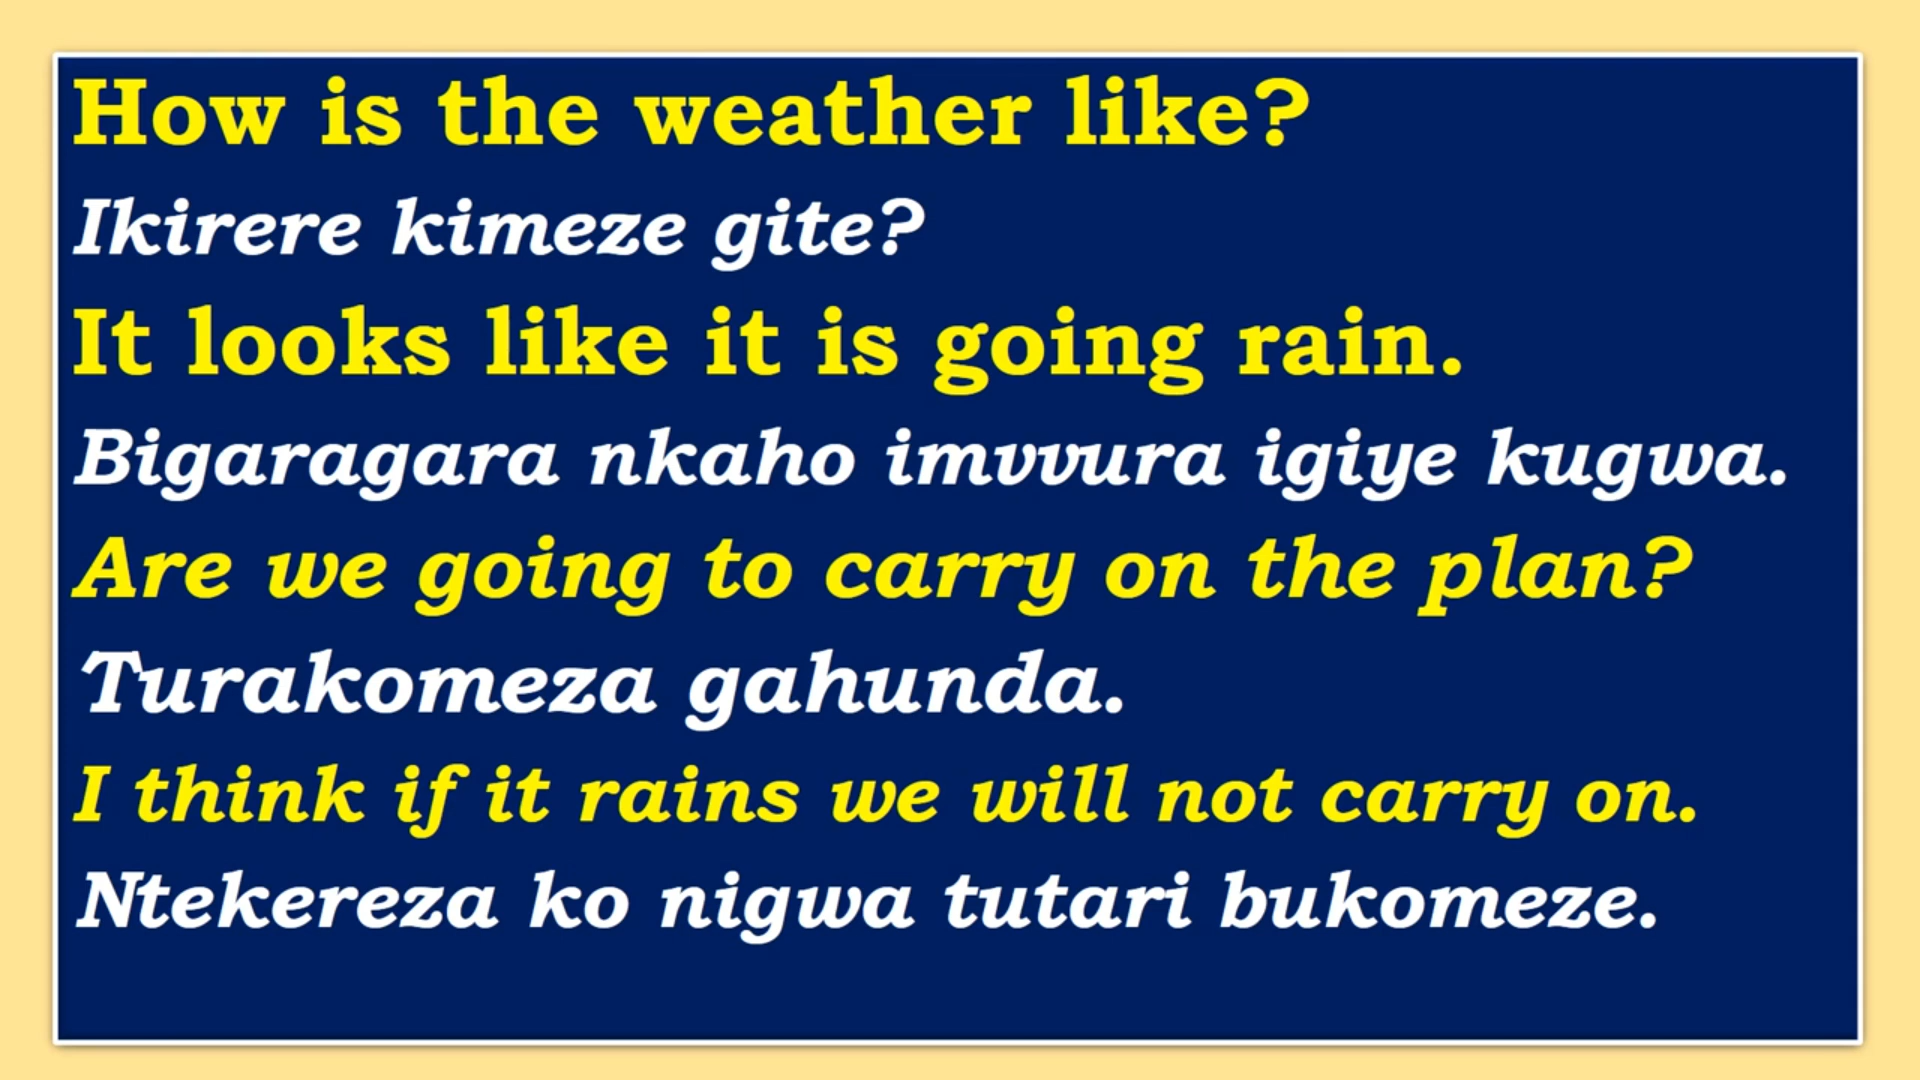 How is the weather like?
Ikirere kimeze gite?
It looks like it is going rain.
Bigaragara nkaho imvvura igiye kugwa.
Are we going to carry on the plan?
Turakomeza gahunda.
I think if it rains we will not carry on.
Ntekereza ko nigwa tutari bukomeze.